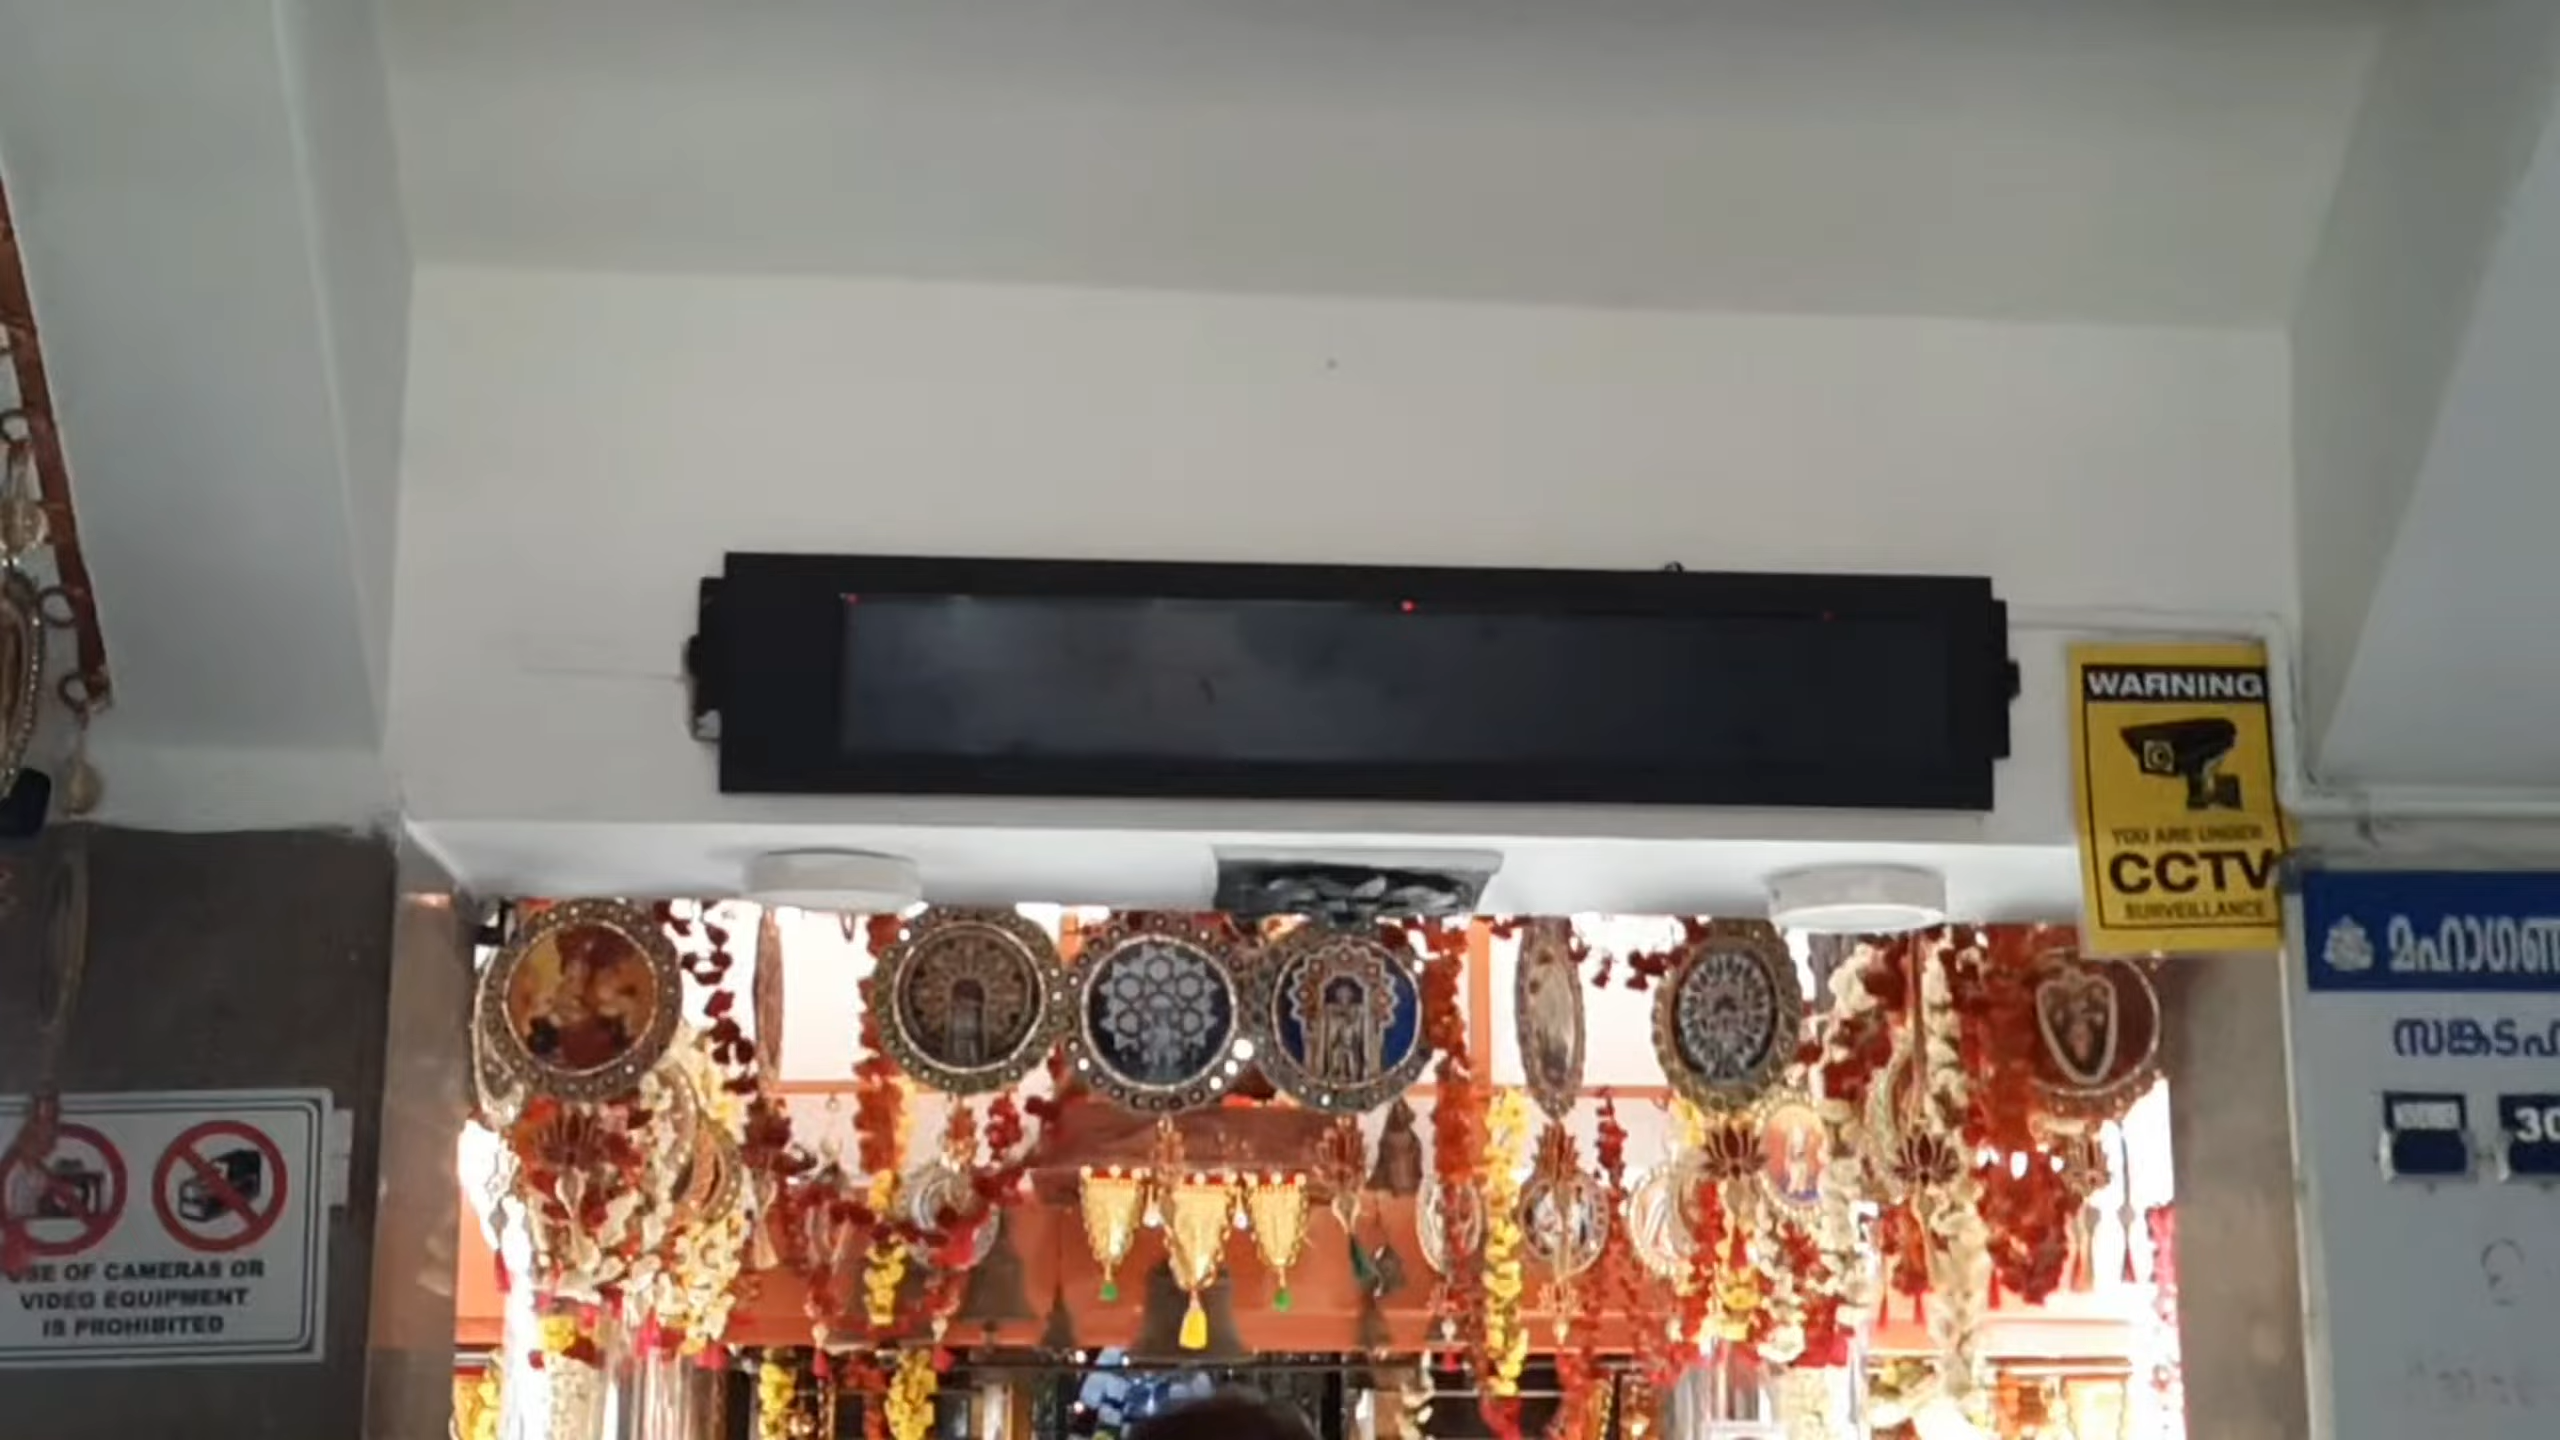 WARNING
YOU ARE UNDER
CCTV
SURVEILLANCE
USE OF CAMERAS OR
VIDEO EQUIPMENT
IS PROHIBITED
മഹാഗണ
സങ്കടഹ
30